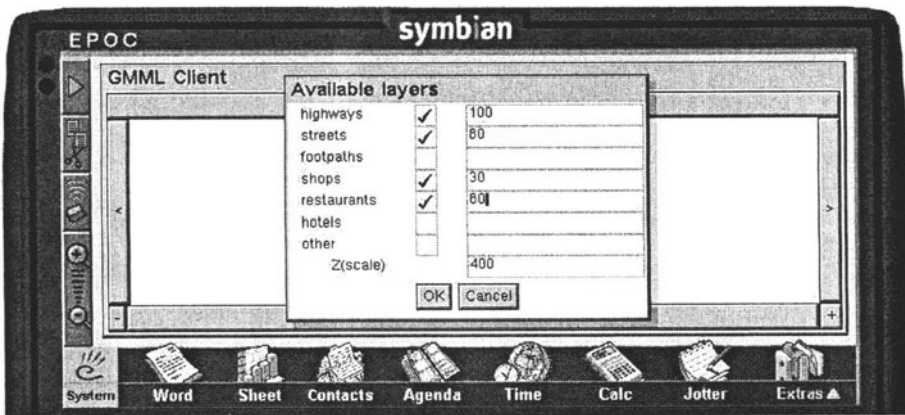 symbian
EPOC
GMML Client
Available layers
highways 100
streets 80
footpaths
shops 30
restaurants 60
hotels
other
Z(scale) 400
OK Cancel
System Word Sheet Contacts Agenda Time Calc Jotter Extras